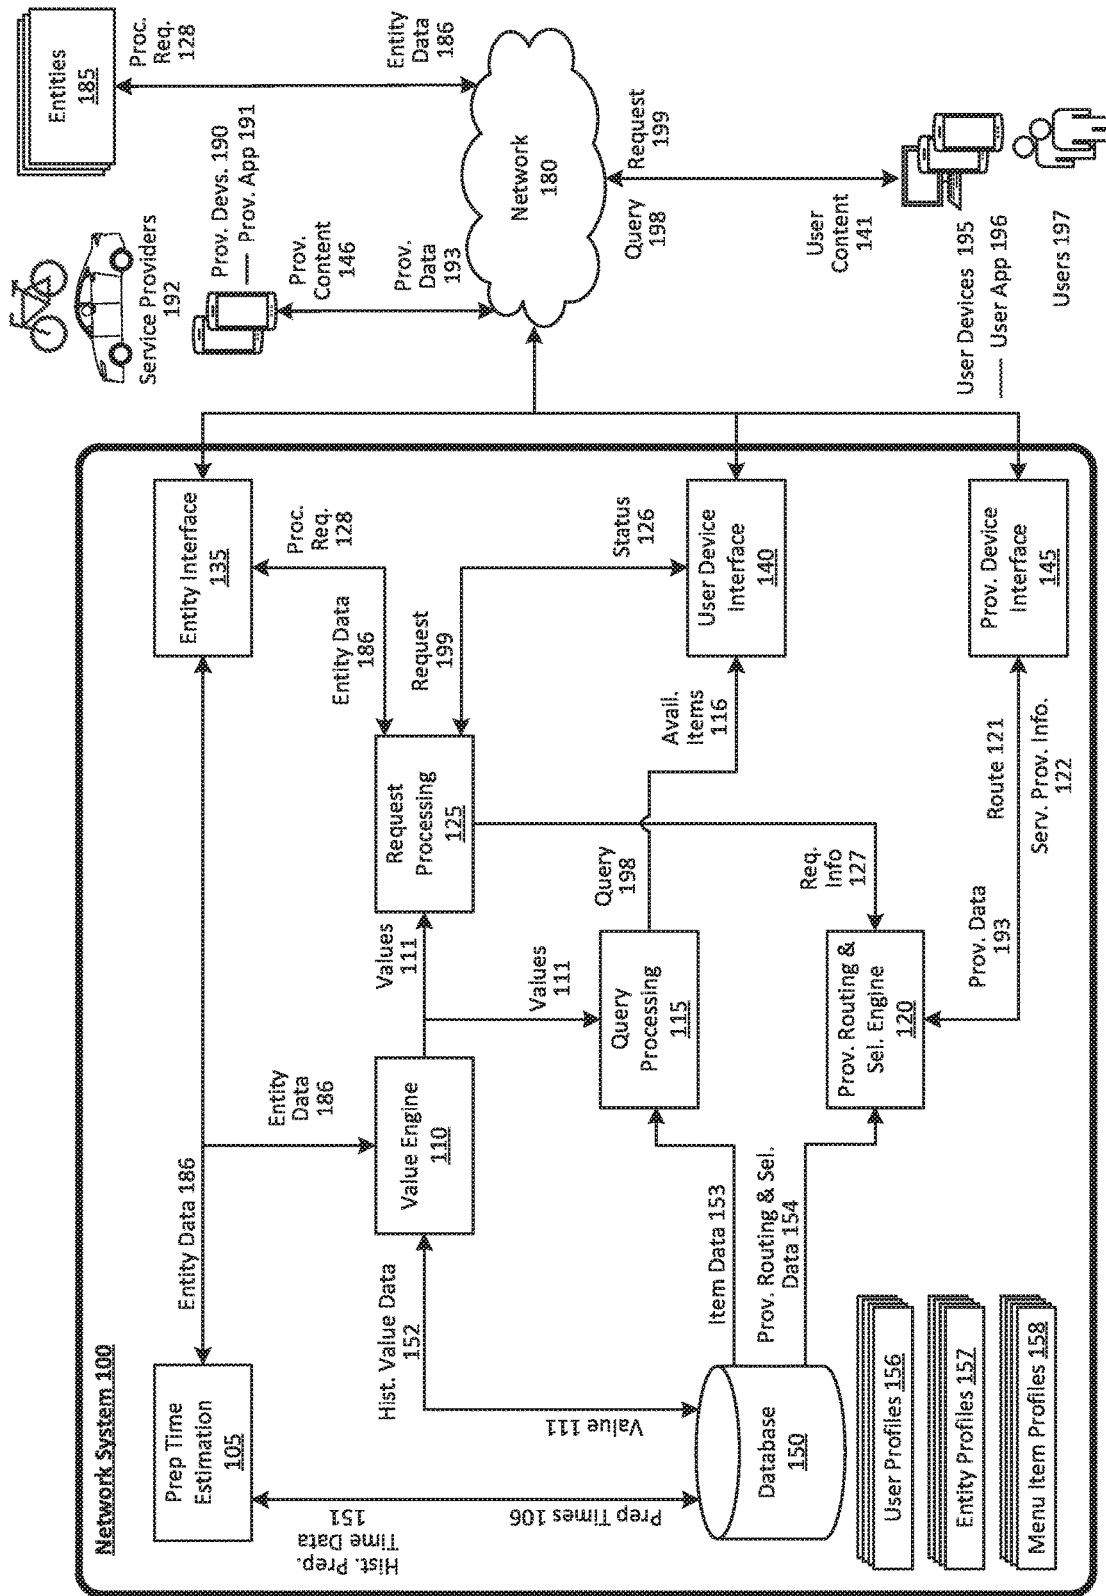 Network System 100
Prep Time
Estimation
105
Entity Data 186
Entity Interface
135
Hist. Prep.
Time Data
151
Prep Times 106
Entity
Data
186
Hist. Value Data
152
Value 111
Value Engine
110
Values
111
Values
111
Request
Processing
125
Entity Data
186
Proc.
Req.
128
Request
199
Status
126
Query
Processing
115
Query
198
Avail.
Items
116
User Device
Interface
140
Item Data 153
Prov. Routing & Sel.
Data 154
Database
150
Prov. Routing &
Sel. Engine
120
Req.
Info
127
Prov. Data
193
Route 121
Serv. Prov. Info.
122
Prov. Device
Interface
145
User Profiles 156
Entity Profiles 157
Menu Item Profiles 158
Service Providers
192
Prov. Devs. 190
Prov. App 191
Prov.
Content
146
Prov.
Data
193
Entities
185
Proc.
Req.
128
Entity
Data
186
Network
180
Query
198
Request
199
User
Content
141
User Devices 195
User App 196
Users 197